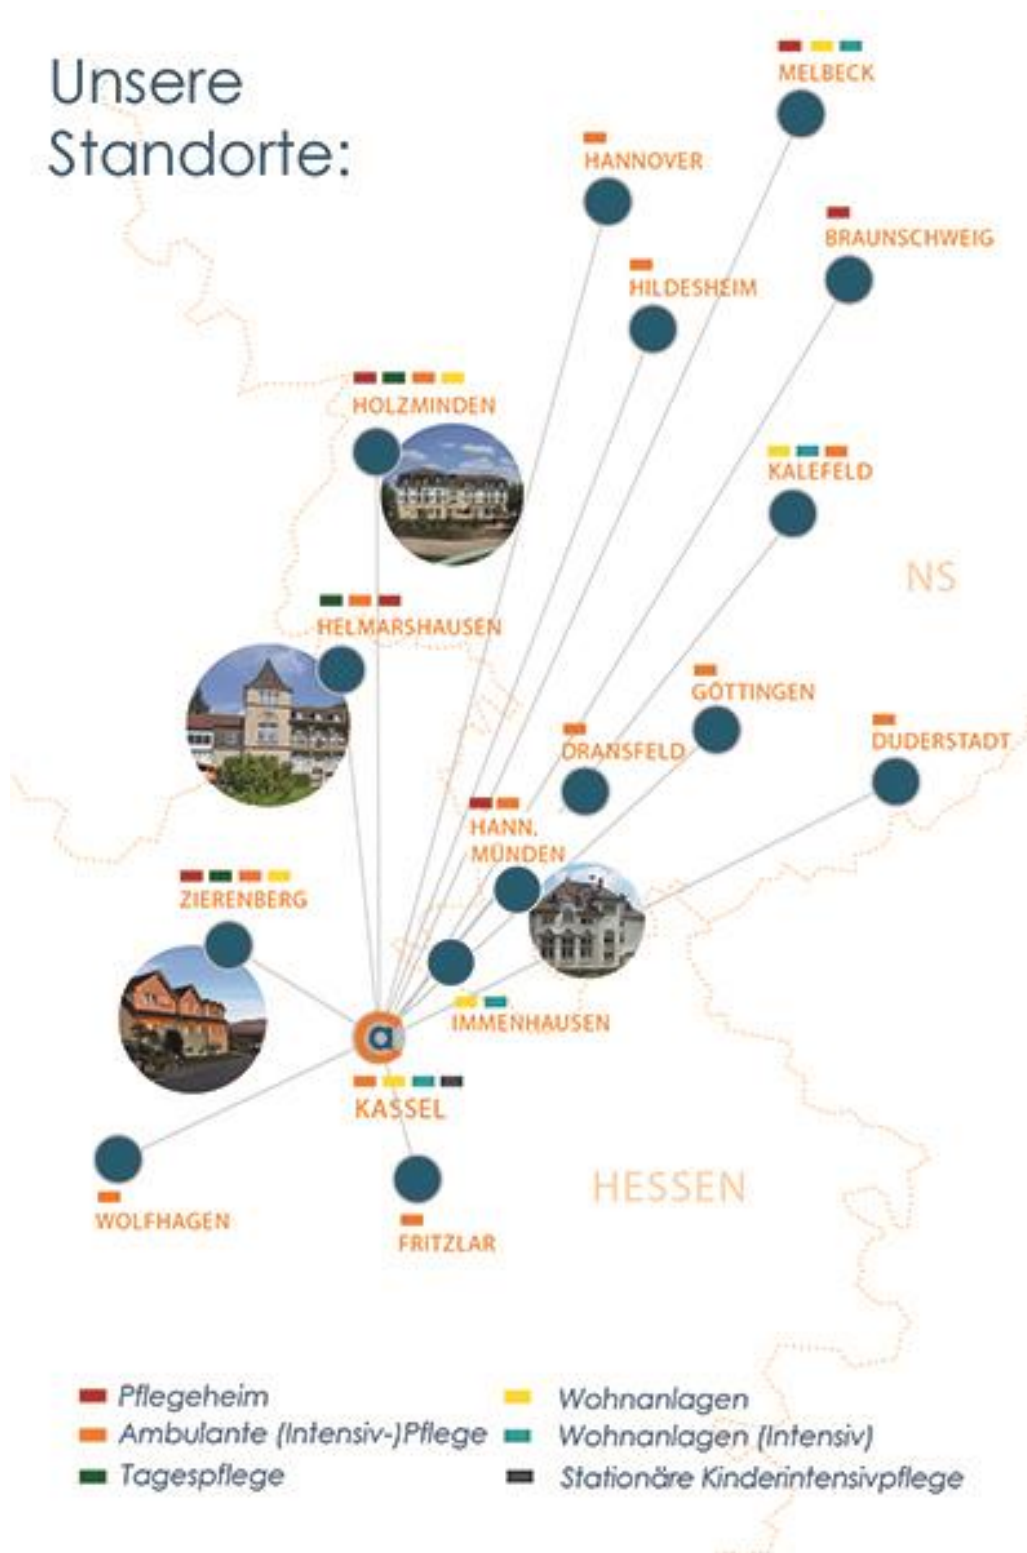 Unsere
Standorte:
MELBECK
HANNOVER
BRAUNSCHWEIG
HILDESHEIM
HOLZMINDEN
KALEFELD
NS
HELMARSHAUSEN
GÖTTINGEN
DRANSFELD
DUDERSTADT
HANN.
MÜNDEN
ZIERENBERG
IMMENHAUSEN
a
KASSEL
HESSEN
WOLFHAGEN
FRITZLAR
Pflegeheim
Ambulante (Intensiv-)Pflege
Tagespflege
Wohnanlagen
Wohnanlagen (Intensiv)
Stationäre Kinderintensivpflege